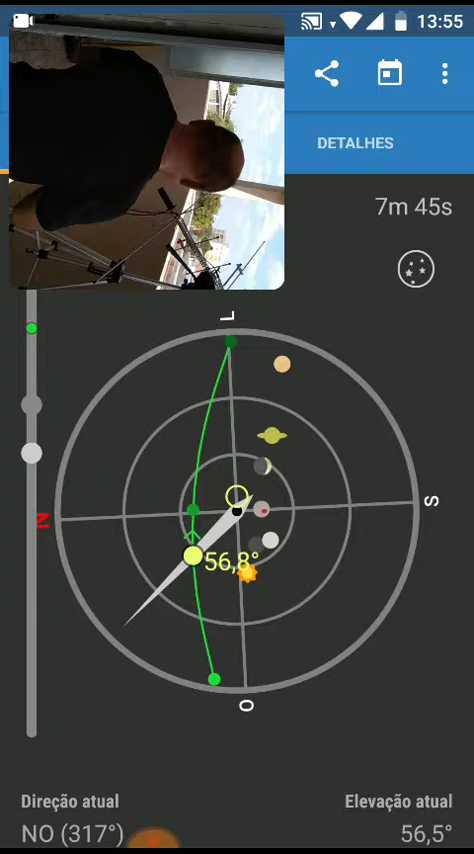 13:55
DETALHES
7m 45s
L
S
N
56,8°
O
Direção atual
Elevação atual
NO (317°)
56,5°